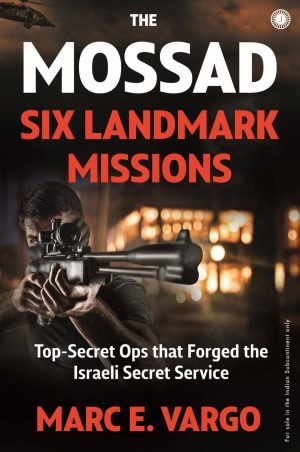 THE
MOSSAD
SIX LANDMARK
MISSIONS
Top-Secret Ops that Forged the
Israeli Secret Service
MARC E. VARGO
For sale in the Indian Subcontinent only